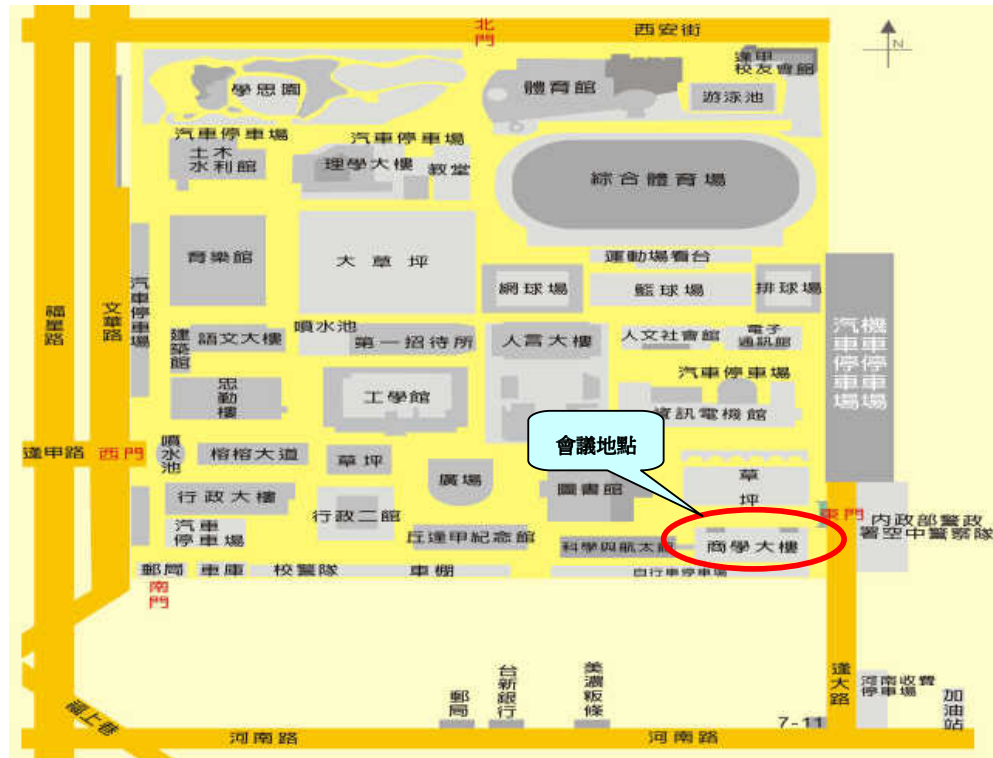 北門
西安街
N
逢甲
校友會館
學思園
體育館
游泳池
汽車停車場
汽車停車場
土木
水利館
理學大樓
教堂
綜合體育場
育樂館
大草坪
運動場看台
網球場
籃球場
排球場
福星路
文華路
汽車停車場
建築館
語文大樓
噴水池
第一招待所
人言大樓
人文社會館
電子
通訊館
汽車停車場
機車停車場
忠勤樓
工學館
汽車停車場
資訊電機館
會議地點
逢甲路
西門
噴水池
榕榕大道
草坪
廣場
圖書館
草坪
行政大樓
行政二館
東門
內政部警政
署空中警察隊
汽車
停車場
丘逢甲紀念館
科學與航太館
商學大樓
郵局
車庫
校警隊
車棚
自行車停車場
南門
逢大路
河南收費
停車場
加油站
郵局
台新銀行
美濃粄條
7-11
福上巷
河南路
河南路